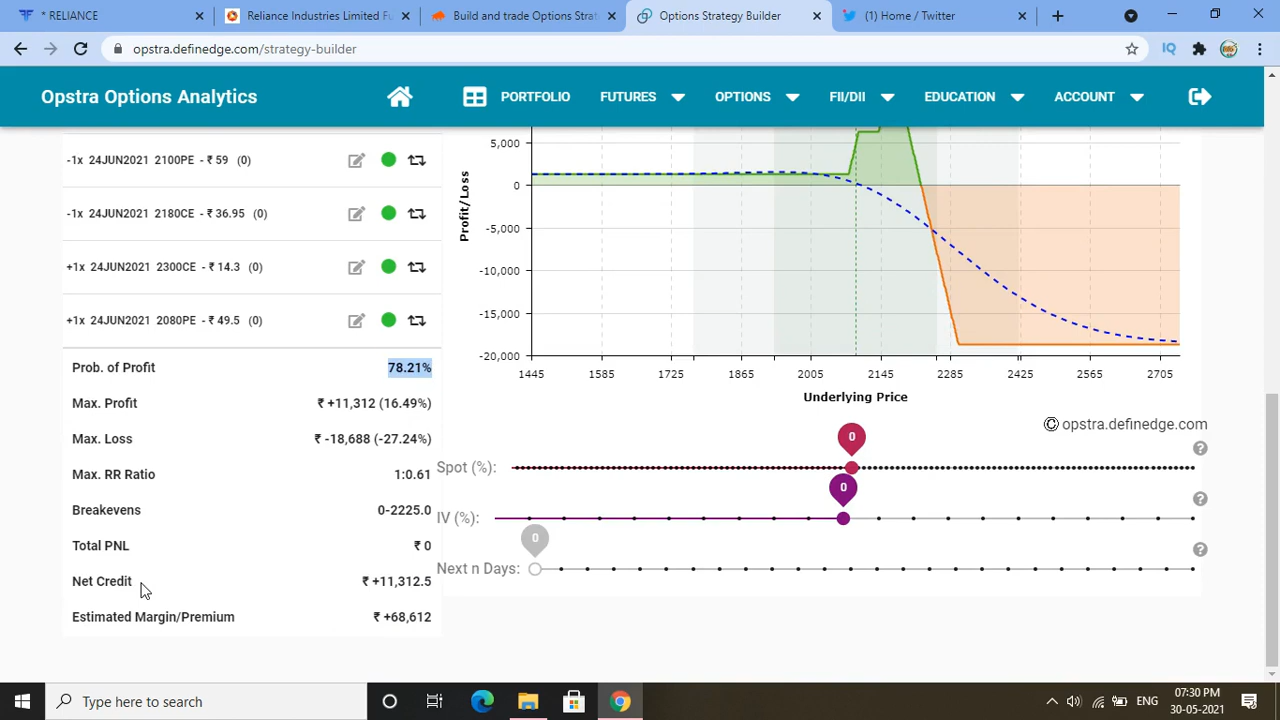 * RELIANCE
Reliance Industries Limited Fu
Build and trade Options Strate
Options Strategy Builder
(1) Home / Twitter
opstra.definedge.com/strategy-builder
IQ
Opstra Options Analytics
PORTFOLIO
FUTURES
OPTIONS
FII/DII
EDUCATION
ACCOUNT
-1x 24JUN2021 2100PE - ₹ 59 (0)
-1x 24JUN2021 2180CE - ₹ 36.95 (0)
+1x 24JUN2021 2300CE - ₹ 14.3 (0)
+1x 24JUN2021 2080PE - ₹ 49.5 (0)
Prob. of Profit 78.21%
Max. Profit ₹ +11,312 (16.49%)
Max. Loss ₹ -18,688 (-27.24%)
Max. RR Ratio 1:0.61
Breakevens 0-2225.0
Total PNL ₹ 0
Net Credit ₹ +11,312.5
Estimated Margin/Premium ₹ +68,612
Profit/Loss
5,000
0
-5,000
-10,000
-15,000
-20,000
1445 1585 1725 1865 2005 2145 2285 2425 2565 2705
Underlying Price
© opstra.definedge.com
0
Spot (%): ?
0
IV (%): ?
0
Next n Days: ?
Type here to search
ENG
07:30 PM
30-05-2021